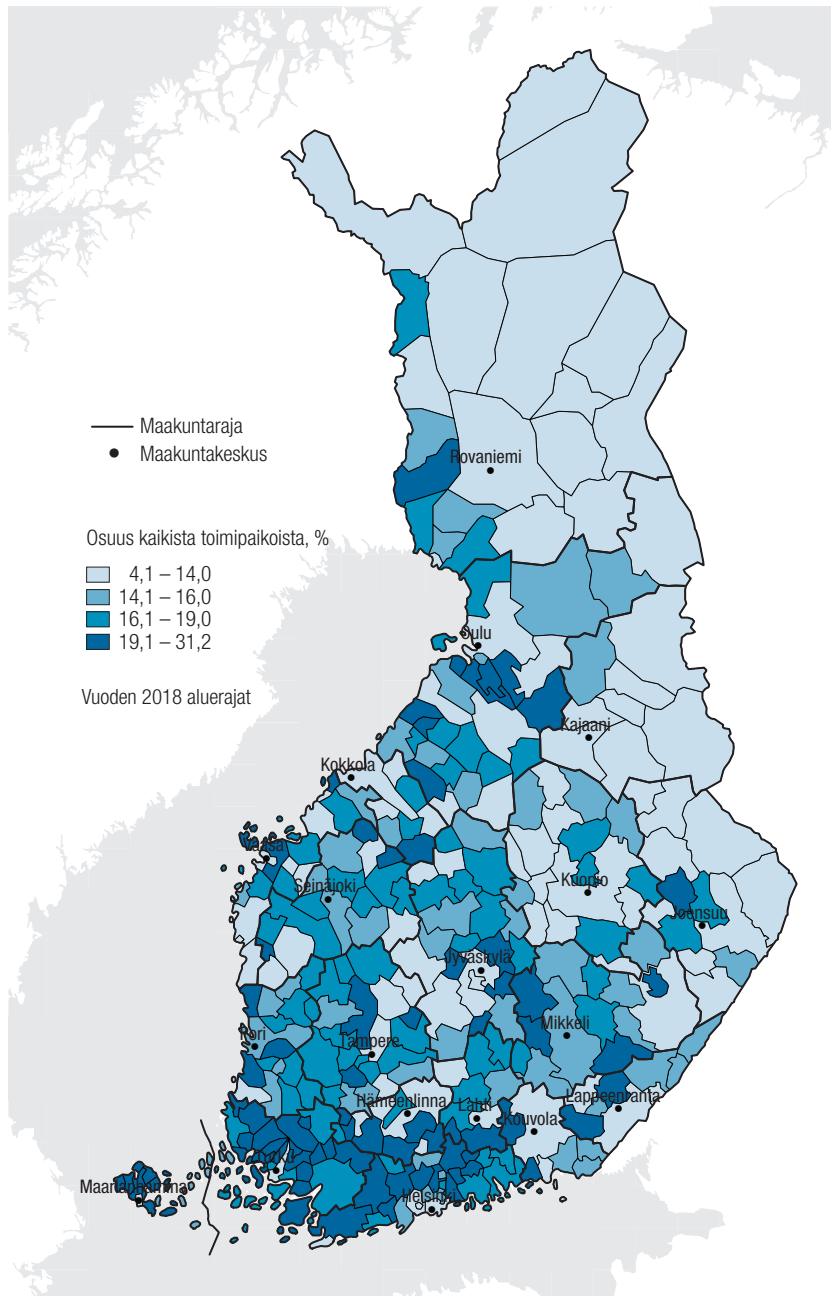 Maakuntaraja
Maakuntakeskus
Rovaniemi
Osuus kaikista toimipaikoista, %
4,1 – 14,0
14,1 – 16,0
16,1 – 19,0
19,1 – 31,2
Oulu
Vuoden 2018 aluerajat
Kajaani
Kokkola
Vaasa
Kuopio
Seinäjoki
Joensuu
Jyväskylä
Mikkeli
Pori
Tampere
Lappeenranta
Hämeenlinna
Lahti
Kouvola
Turku
Maarianhamina
Helsinki